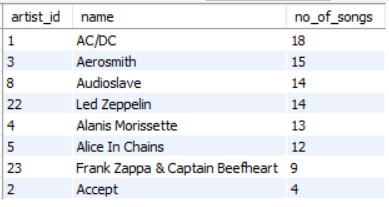 artist_id name no_of_songs
1 AC/DC 18
3 Aerosmith 15
8 Audioslave 14
22 Led Zeppelin 14
4 Alanis Morissette 13
5 Alice In Chains 12
23 Frank Zappa & Captain Beefheart 9
2 Accept 4